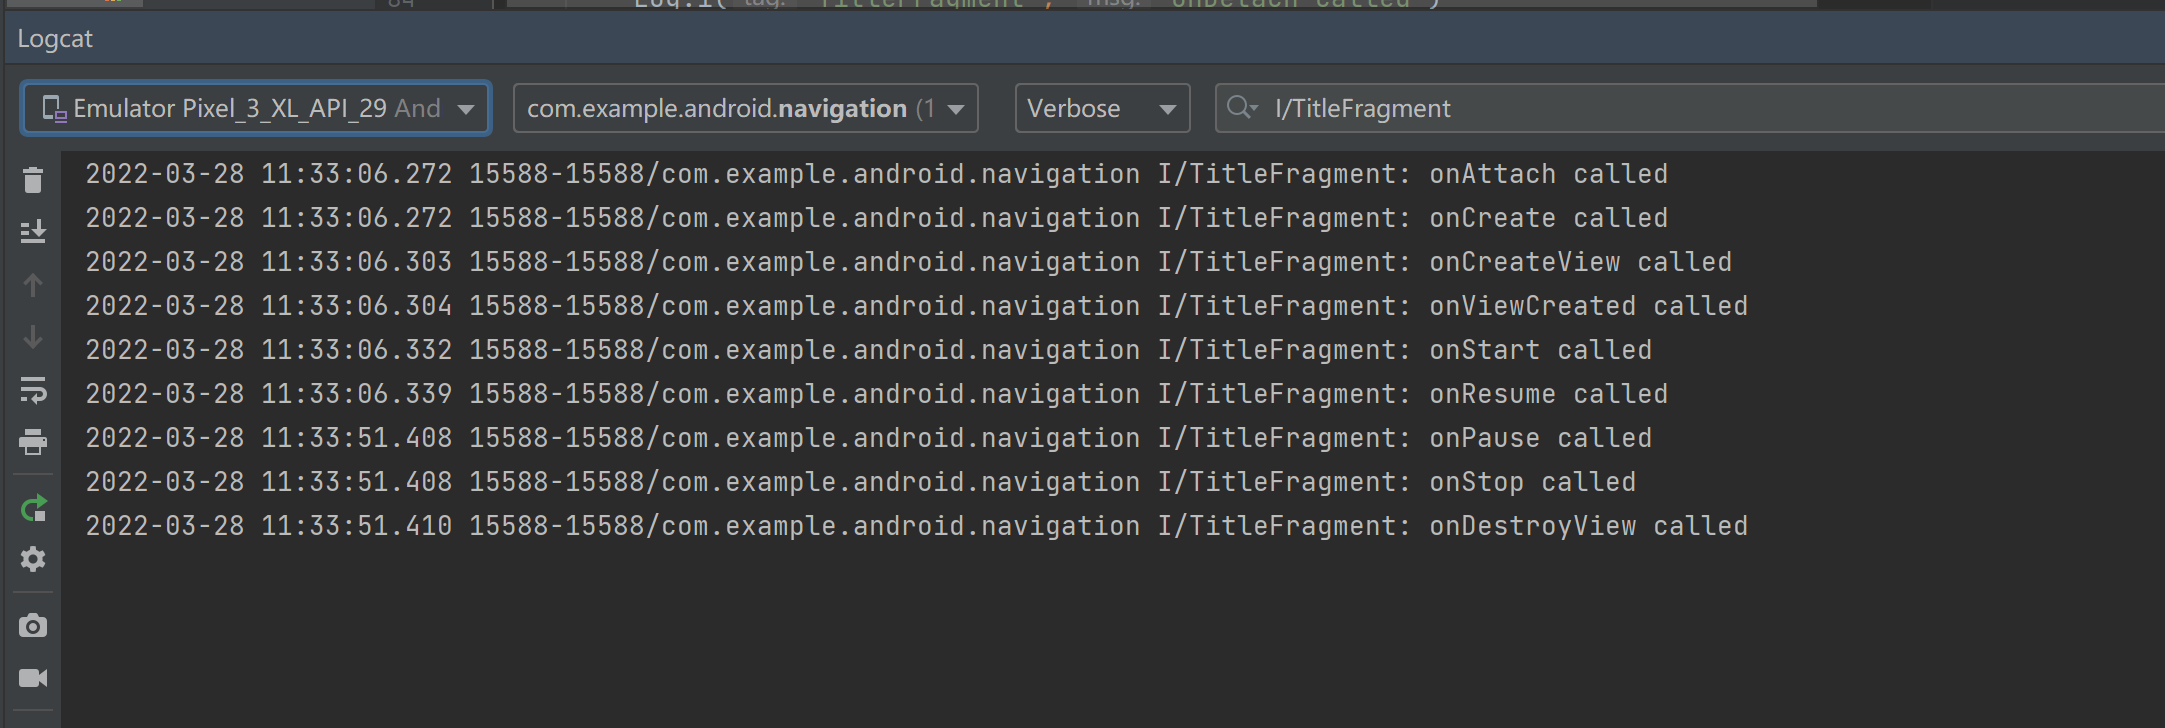 84 Log.i( tag: "TitleFragment", msg: "onDetach called")
Logcat
Emulator Pixel_3_XL_API_29 And com.example.android.navigation (1 Verbose I/TitleFragment
2022-03-28 11:33:06.272 15588-15588/com.example.android.navigation I/TitleFragment: onAttach called
2022-03-28 11:33:06.272 15588-15588/com.example.android.navigation I/TitleFragment: onCreate called
2022-03-28 11:33:06.303 15588-15588/com.example.android.navigation I/TitleFragment: onCreateView called
2022-03-28 11:33:06.304 15588-15588/com.example.android.navigation I/TitleFragment: onViewCreated called
2022-03-28 11:33:06.332 15588-15588/com.example.android.navigation I/TitleFragment: onStart called
2022-03-28 11:33:06.339 15588-15588/com.example.android.navigation I/TitleFragment: onResume called
2022-03-28 11:33:51.408 15588-15588/com.example.android.navigation I/TitleFragment: onPause called
2022-03-28 11:33:51.408 15588-15588/com.example.android.navigation I/TitleFragment: onStop called
2022-03-28 11:33:51.410 15588-15588/com.example.android.navigation I/TitleFragment: onDestroyView called